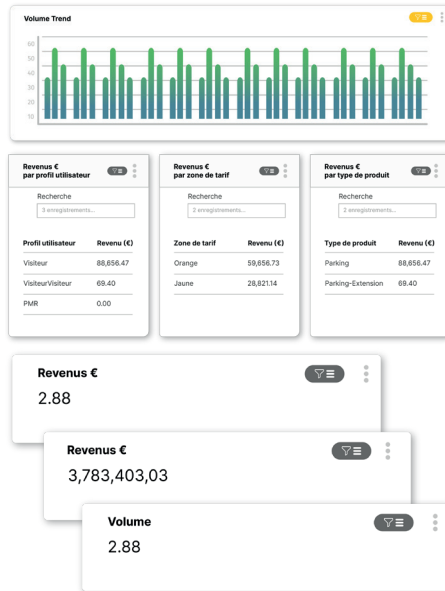 Volume Trend
60
50
40
30
20
10
Revenus €
par profil utilisateur
Recherche
3 enregistrements...
Profil utilisateur Revenu (€)
Visiteur 88,656.47
VisiteurVisiteur 69.40
PMR 0.00
Revenus €
par zone de tarif
Recherche
2 enregistrements...
Zone de tarif Revenu (€)
Orange 59,656.73
Jaune 28,821.14
Revenus €
par type de produit
Recherche
2 enregistrements...
Type de produit Revenu (€)
Parking 88,656.47
Parking-Extension 69.40
Revenus €
2.88
Revenus €
3,783,403,03
Volume
2.88